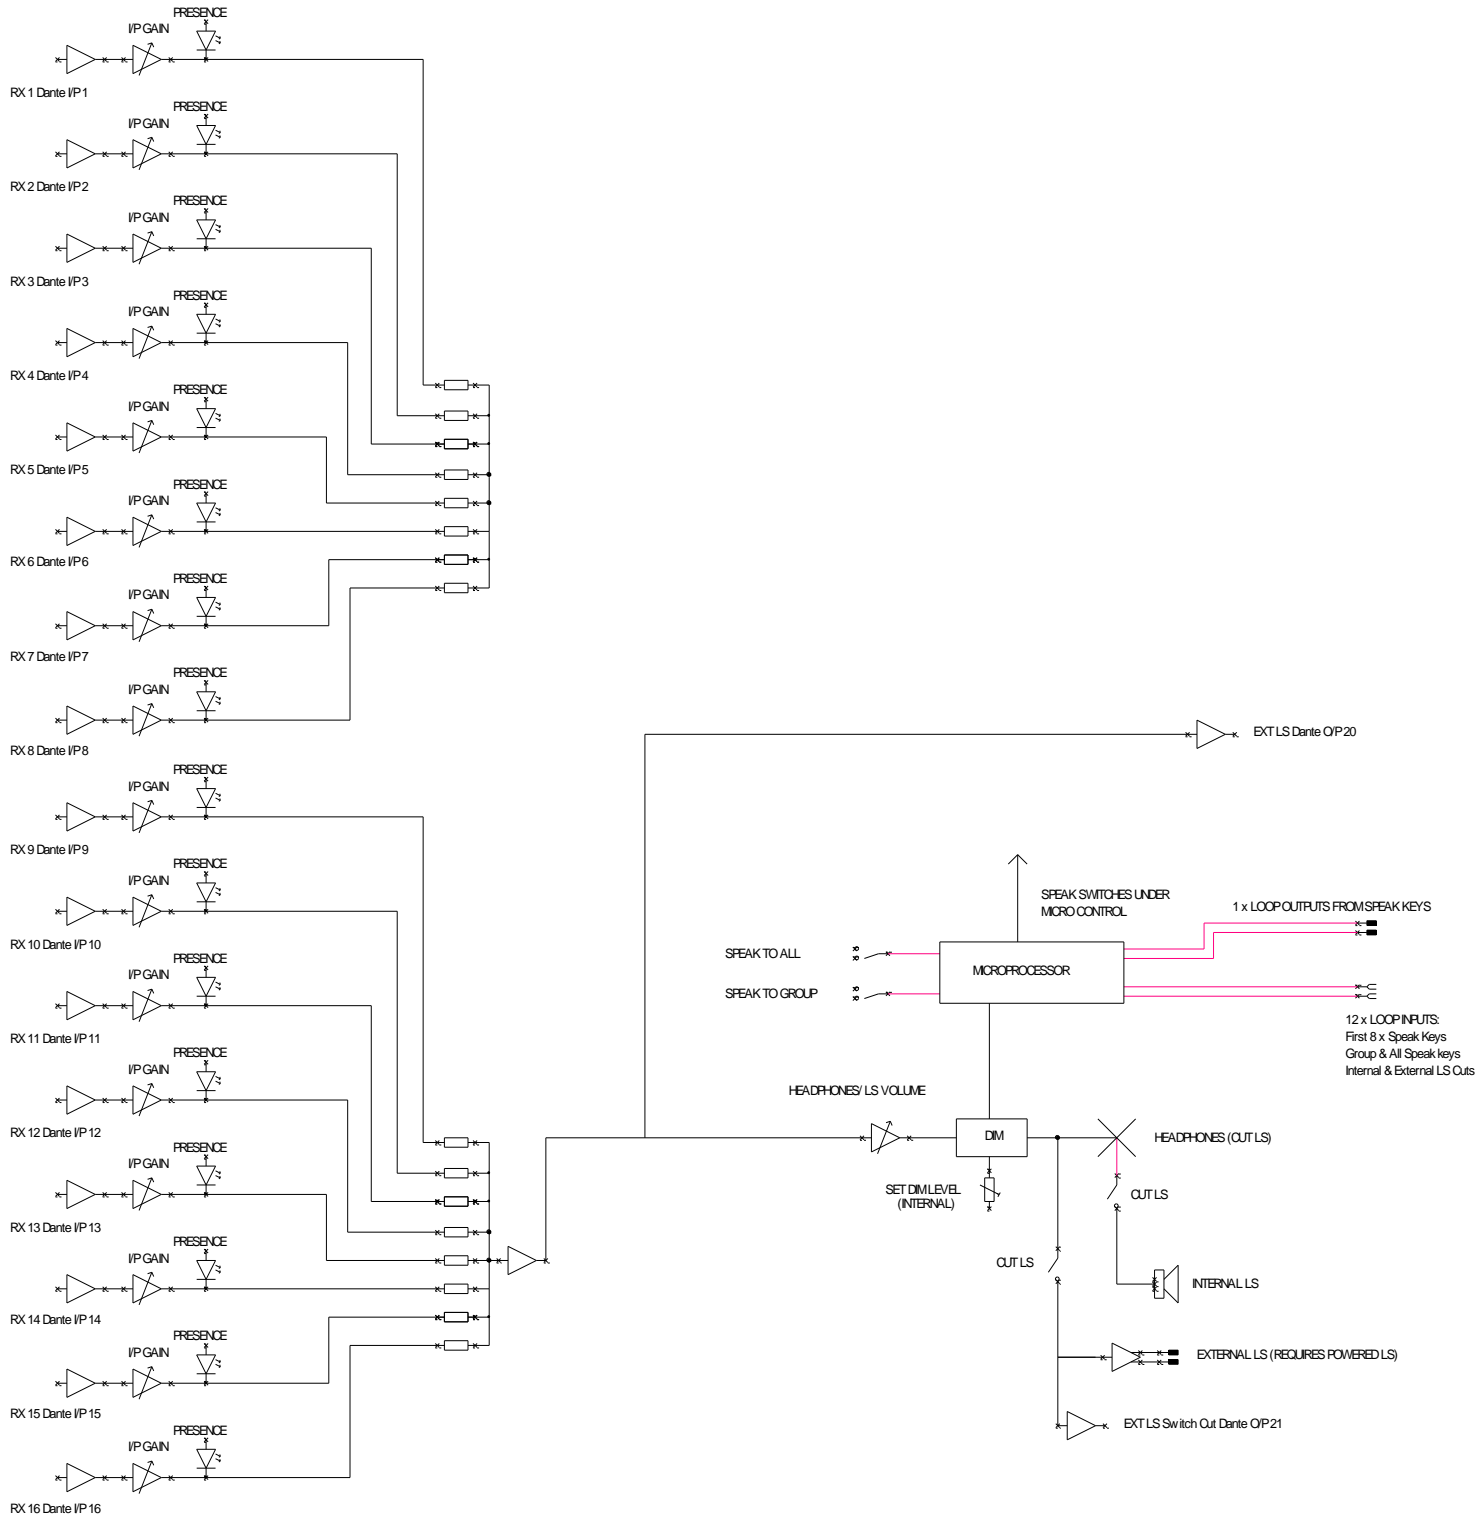 PRESENCE
I/P GAIN
RX 1 Dante I/P 1
PRESENCE
I/P GAIN
RX 2 Dante I/P 2
PRESENCE
I/P GAIN
RX 3 Dante I/P 3
PRESENCE
I/P GAIN
RX 4 Dante I/P 4
PRESENCE
I/P GAIN
RX 5 Dante I/P 5
PRESENCE
I/P GAIN
RX 6 Dante I/P 6
PRESENCE
I/P GAIN
RX 7 Dante I/P 7
PRESENCE
I/P GAIN
RX 8 Dante I/P 8
PRESENCE
I/P GAIN
RX 9 Dante I/P 9
PRESENCE
I/P GAIN
RX 10 Dante I/P 10
PRESENCE
I/P GAIN
RX 11 Dante I/P 11
PRESENCE
I/P GAIN
RX 12 Dante I/P 12
PRESENCE
I/P GAIN
RX 13 Dante I/P 13
PRESENCE
I/P GAIN
RX 14 Dante I/P 14
PRESENCE
I/P GAIN
RX 15 Dante I/P 15
PRESENCE
I/P GAIN
RX 16 Dante I/P 16
EXT LS Dante O/P 20
SPEAK SWITCHES UNDER
MICRO CONTROL
1 x LOOP OUTPUTS FROM SPEAK KEYS
SPEAK TO ALL
MICROPROCESSOR
SPEAK TO GROUP
12 x LOOP INPUTS:
First 8 x Speak Keys
Group & All Speak keys
Internal & External LS Cuts
HEADPHONES/ LS VOLUME
DIM
HEADPHONES (CUT LS)
SET DIM LEVEL
(INTERNAL)
CUT LS
CUT LS
INTERNAL LS
EXTERNAL LS (REQUIRES POWERED LS)
EXT LS Switch Cut Dante O/P 21